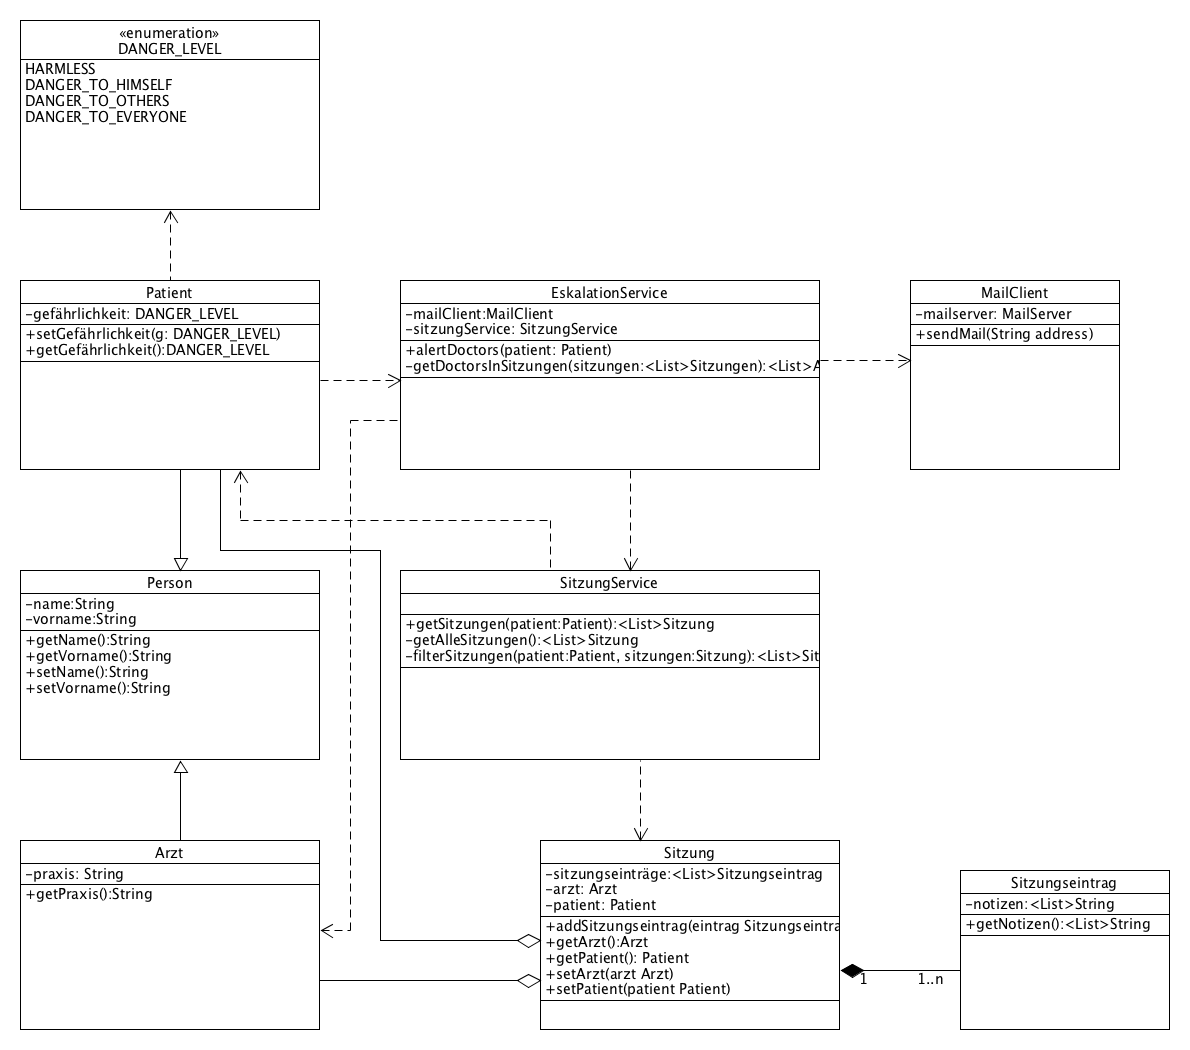 «enumeration»
DANGER_LEVEL
HARMLESS
DANGER_TO_HIMSELF
DANGER_TO_OTHERS
DANGER_TO_EVERYONE
Patient
-gefährlichkeit: DANGER_LEVEL
+setGefährlichkeit(g: DANGER_LEVEL)
+getGefährlichkeit():DANGER_LEVEL
EskalationService
-mailClient:MailClient
-sitzungService: SitzungService
+alertDoctors(patient: Patient)
-getDoctorsInSitzungen(sitzungen:<List>Sitzungen):<List>A
MailClient
-mailserver: MailServer
+sendMail(String address)
Person
-name:String
-vorname:String
+getName():String
+getVorname():String
+setName():String
+setVorname():String
SitzungService
+getSitzungen(patient:Patient):<List>Sitzung
-getAlleSitzungen():<List>Sitzung
-filterSitzungen(patient:Patient, sitzungen:Sitzung):<List>Sit
Arzt
-praxis: String
+getPraxis():String
Sitzung
-sitzungseinträge:<List>Sitzungseintrag
-arzt: Arzt
-patient: Patient
+addSitzungseintrag(eintrag Sitzungseintra
+getArzt():Arzt
+getPatient(): Patient
+setArzt(arzt Arzt)
+setPatient(patient Patient)
1
1..n
Sitzungseintrag
-notizen:<List>String
+getNotizen():<List>String